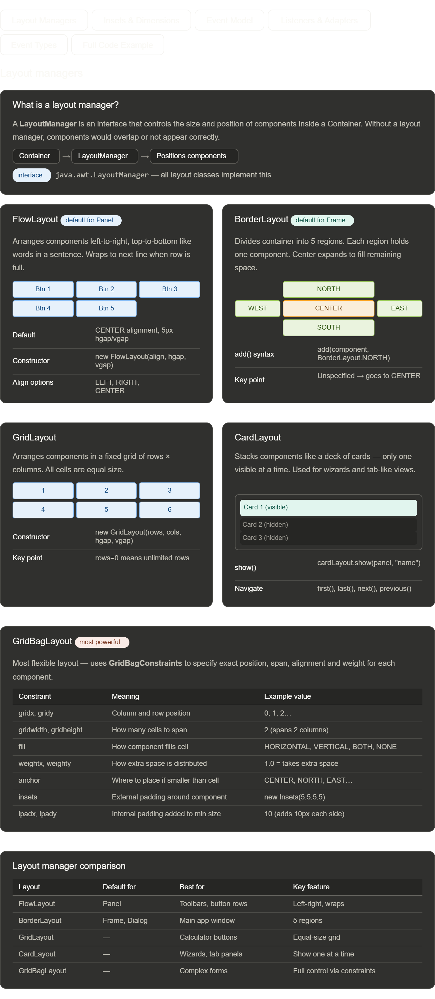 Layout Managers
Insets & Dimensions
Event Model
Listeners & Adapters
Event Types
Full Code Example
Layout managers
What is a layout manager?
A LayoutManager is an interface that controls the size and position of components inside a Container. Without a layout
manager, components would overlap or not appear correctly.
Container → LayoutManager → Positions components
interface java.awt.LayoutManager — all layout classes implement this
FlowLayout default for Panel
Arranges components left-to-right, top-to-bottom like
words in a sentence. Wraps to next line when row is
full.
Btn 1 Btn 2 Btn 3
Btn 4 Btn 5
Default CENTER alignment, 5px
hgap/vgap
Constructor new FlowLayout(align, hgap,
vgap)
Align options LEFT, RIGHT,
CENTER
BorderLayout default for Frame
Divides container into 5 regions. Each region holds
one component. Center expands to fill remaining
space.
NORTH
WEST CENTER EAST
SOUTH
add() syntax add(component,
BorderLayout.NORTH)
Key point Unspecified → goes to CENTER
GridLayout
Arranges components in a fixed grid of rows ×
columns. All cells are equal size.
1 2 3
4 5 6
Constructor new GridLayout(rows, cols,
hgap, vgap)
Key point rows=0 means unlimited rows
CardLayout
Stacks components like a deck of cards — only one
visible at a time. Used for wizards and tab-like views.
Card 1 (visible)
Card 2 (hidden)
Card 3 (hidden)
show() cardLayout.show(panel, "name")
Navigate first(), last(), next(), previous()
GridBagLayout most powerful
Most flexible layout — uses GridBagConstraints to specify exact position, span, alignment and weight for each
component.
Constraint Meaning Example value
gridx, gridy Column and row position 0, 1, 2…
gridwidth, gridheight How many cells to span 2 (spans 2 columns)
fill How component fills cell HORIZONTAL, VERTICAL, BOTH, NONE
weightx, weighty How extra space is distributed 1.0 = takes extra space
anchor Where to place if smaller than cell CENTER, NORTH, EAST…
insets External padding around component new Insets(5,5,5,5)
ipadx, ipady Internal padding added to min size 10 (adds 10px each side)
Layout manager comparison
Layout Default for Best for Key feature
FlowLayout Panel Toolbars, button rows Left-right, wraps
BorderLayout Frame, Dialog Main app window 5 regions
GridLayout — Calculator buttons Equal-size grid
CardLayout — Wizards, tab panels Show one at a time
GridBagLayout — Complex forms Full control via constraints